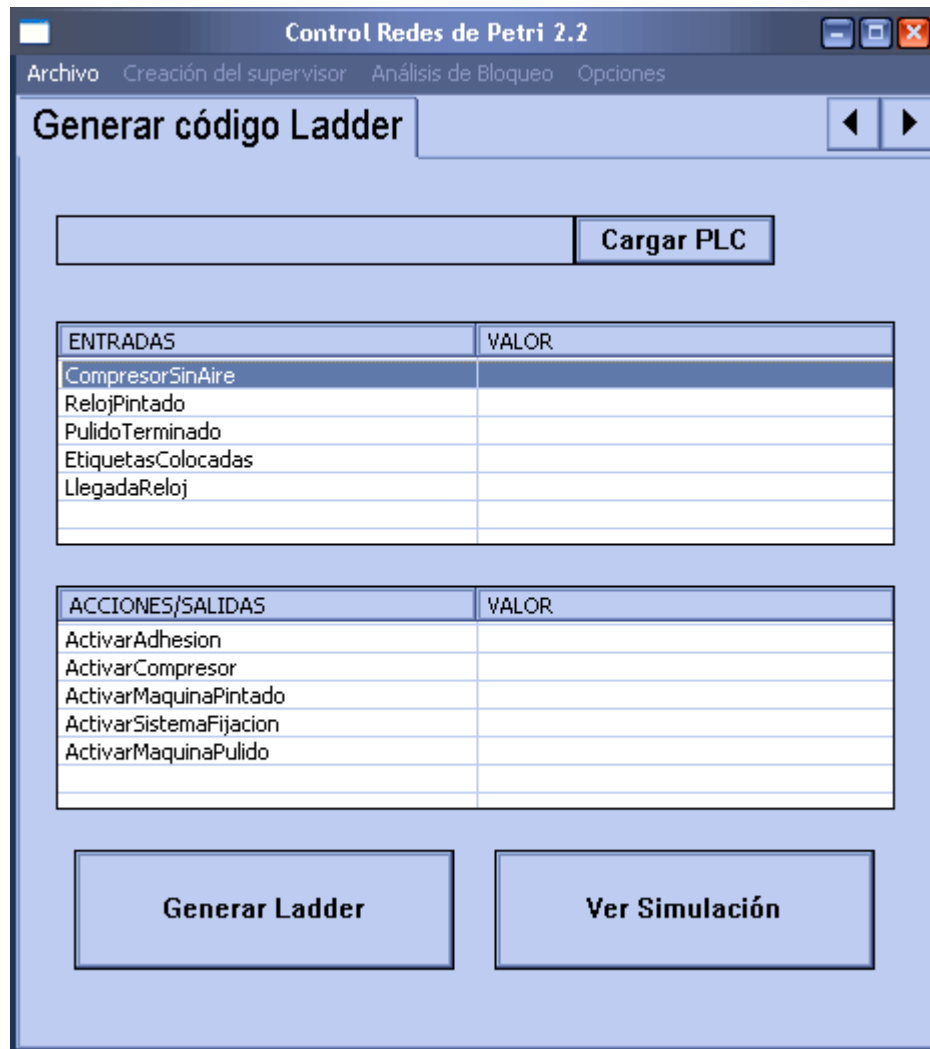 Control Redes de Petri 2.2
Archivo Creación del supervisor Análisis de Bloqueo Opciones
Generar código Ladder
Cargar PLC
ENTRADAS VALOR
CompresorSinAire
RelojPintado
PulidoTerminado
EtiquetasColocadas
LlegadaReloj
ACCIONES/SALIDAS VALOR
ActivarAdhesion
ActivarCompresor
ActivarMaquinaPintado
ActivarSistemaFijacion
ActivarMaquinaPulido
Generar Ladder Ver Simulación